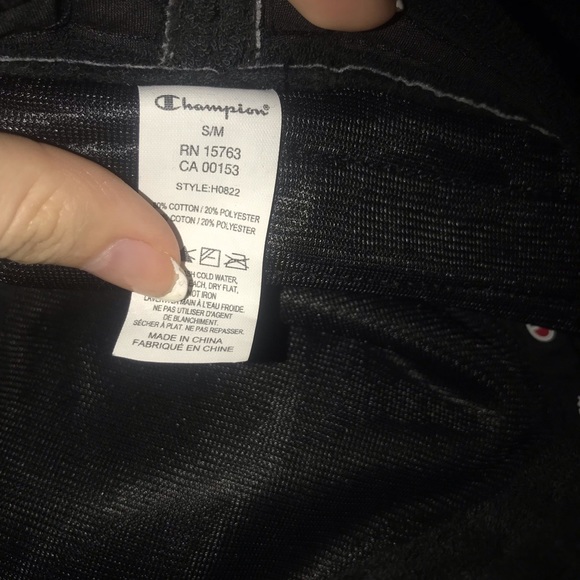 Champion®
S/M
RN 15763
CA 00153
STYLE:H0822
COTTON / 20% POLYESTER
COTON / 20% POLYESTER
COLD WATER,
DRY FLAT,
NOT IRON
MAIN À L'EAU FROIDE.
NE PAS UTILISER D'AGENT
DE BLANCHIMENT.
SÉCHER À PLAT. NE PAS REPASSER.
MADE IN CHINA
FABRIQUÉ EN CHINE